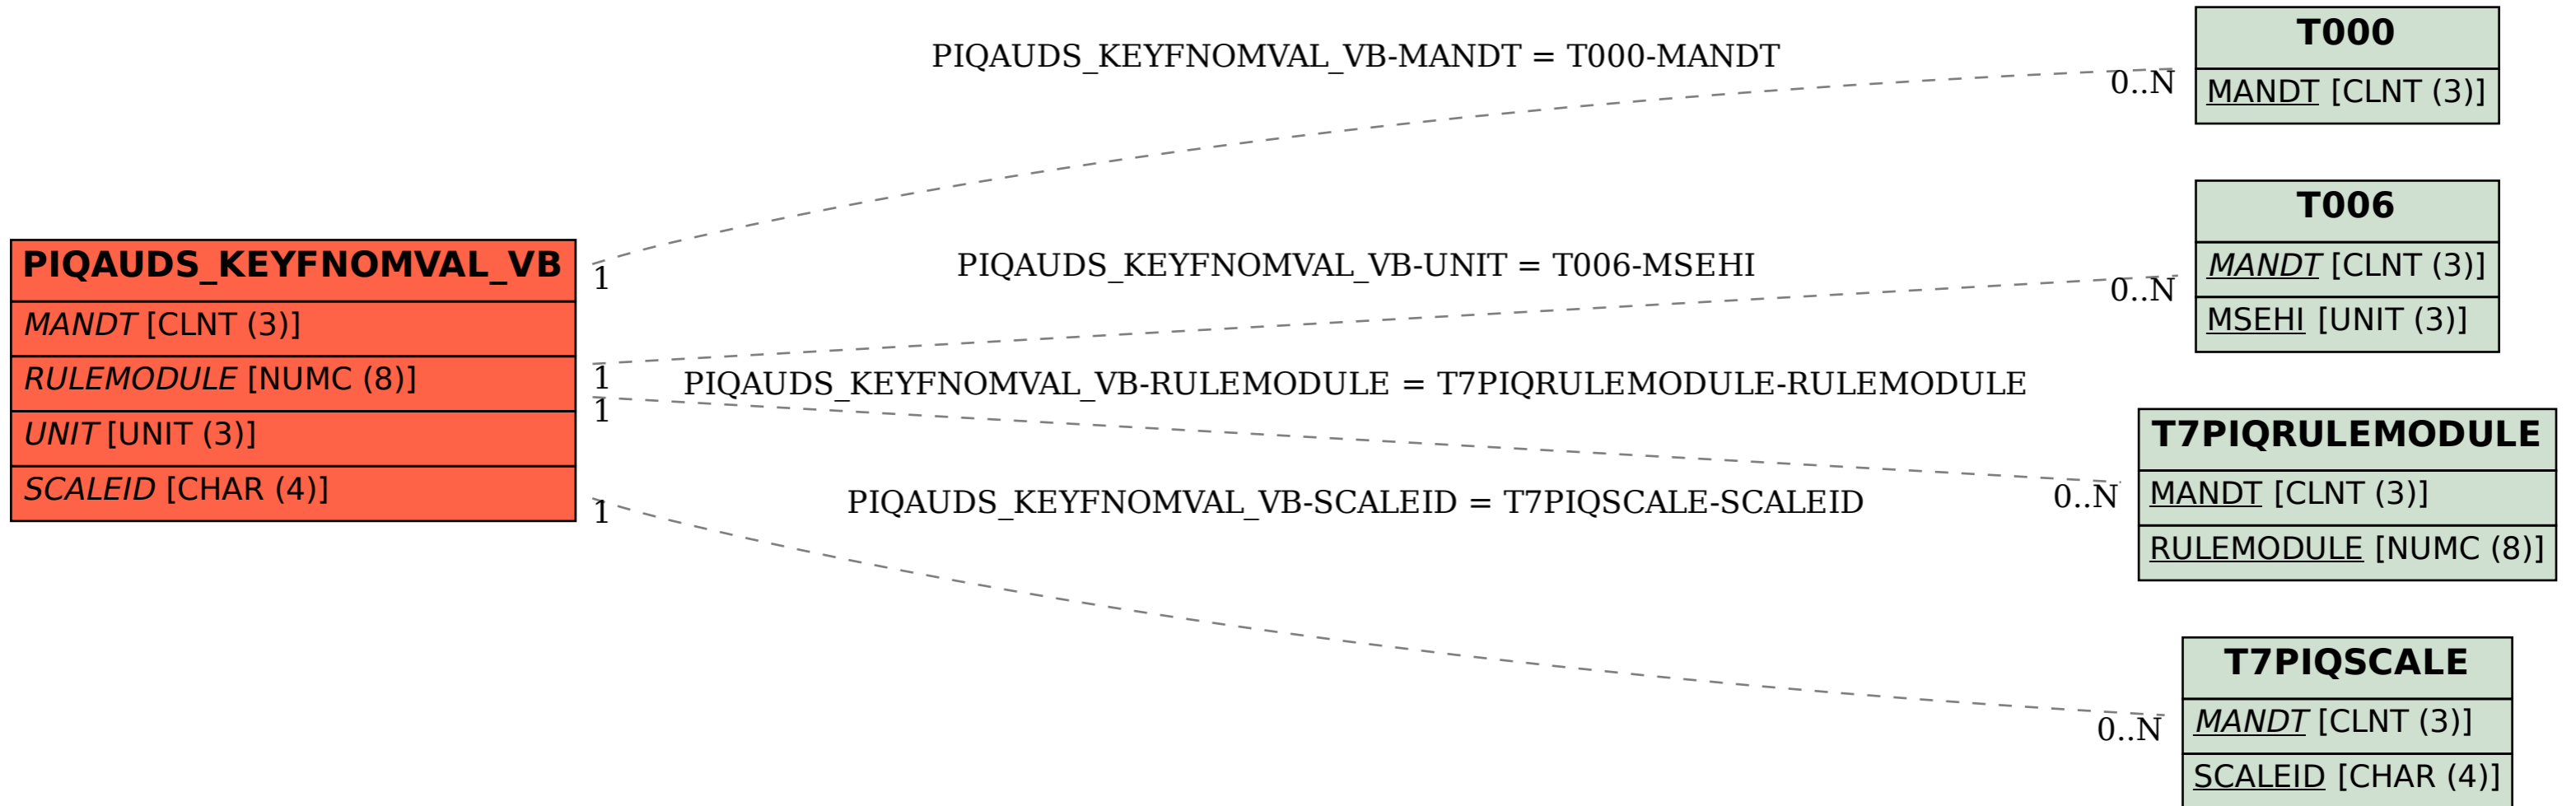 PIQAUDS_KEYFNOMVAL_VB
MANDT [CLNT (3)]
RULEMODULE [NUMC (8)]
UNIT [UNIT (3)]
SCALEID [CHAR (4)]
PIQAUDS_KEYFNOMVAL_VB-MANDT = T000-MANDT
1
0..N
PIQAUDS_KEYFNOMVAL_VB-UNIT = T006-MSEHI
1
0..N
PIQAUDS_KEYFNOMVAL_VB-RULEMODULE = T7PIQRULEMODULE-RULEMODULE
1
0..N
PIQAUDS_KEYFNOMVAL_VB-SCALEID = T7PIQSCALE-SCALEID
1
0..N
T000
MANDT [CLNT (3)]
T006
MANDT [CLNT (3)]
MSEHI [UNIT (3)]
T7PIQRULEMODULE
MANDT [CLNT (3)]
RULEMODULE [NUMC (8)]
T7PIQSCALE
MANDT [CLNT (3)]
SCALEID [CHAR (4)]